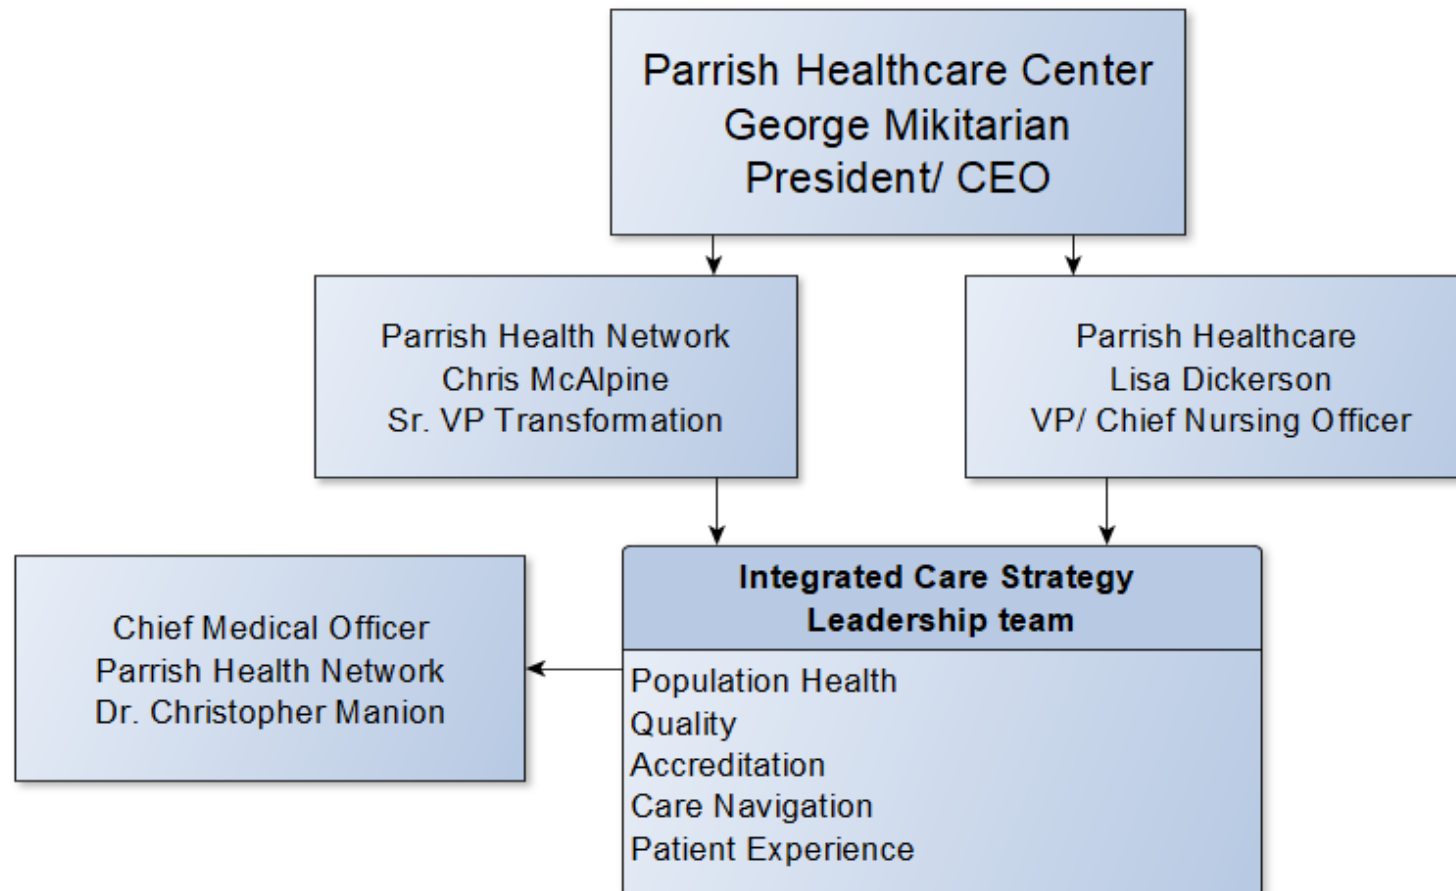 Parrish Healthcare Center
George Mikitarian
President/ CEO
Parrish Health Network
Chris McAlpine
Sr. VP Transformation
Parrish Healthcare
Lisa Dickerson
VP/ Chief Nursing Officer
Chief Medical Officer
Parrish Health Network
Dr. Christopher Manion
Integrated Care Strategy
Leadership team
Population Health
Quality
Accreditation
Care Navigation
Patient Experience